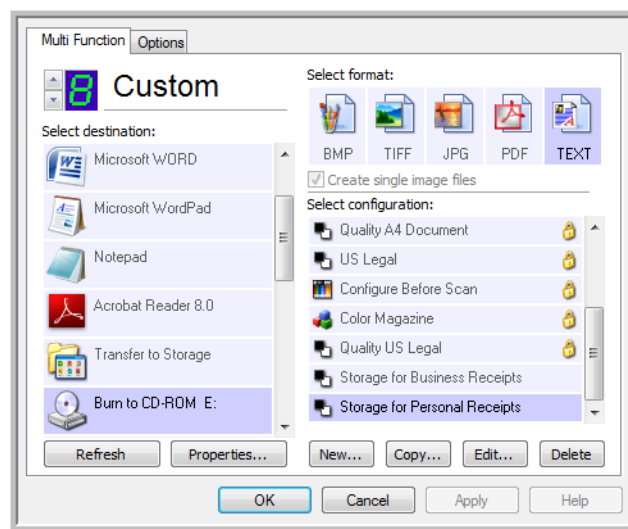 Multi Function Options
8 Custom
Select destination:
Microsoft WORD
Microsoft WordPad
Notepad
Acrobat Reader 8.0
Transfer to Storage
Burn to CD-ROM E:
Refresh Properties...
Select format:
BMP TIFF JPG PDF TEXT
Create single image files
Select configuration:
Quality A4 Document
US Legal
Configure Before Scan
Color Magazine
Quality US Legal
Storage for Business Receipts
Storage for Personal Receipts
New... Copy... Edit... Delete
OK Cancel Apply Help